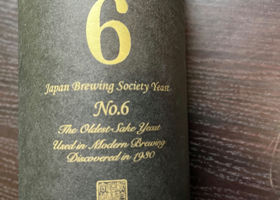 6
Japan Brewing Society Yeast
No.6
The Oldest Sake Yeast
Used in Modern Brewing
Discovered in 1930